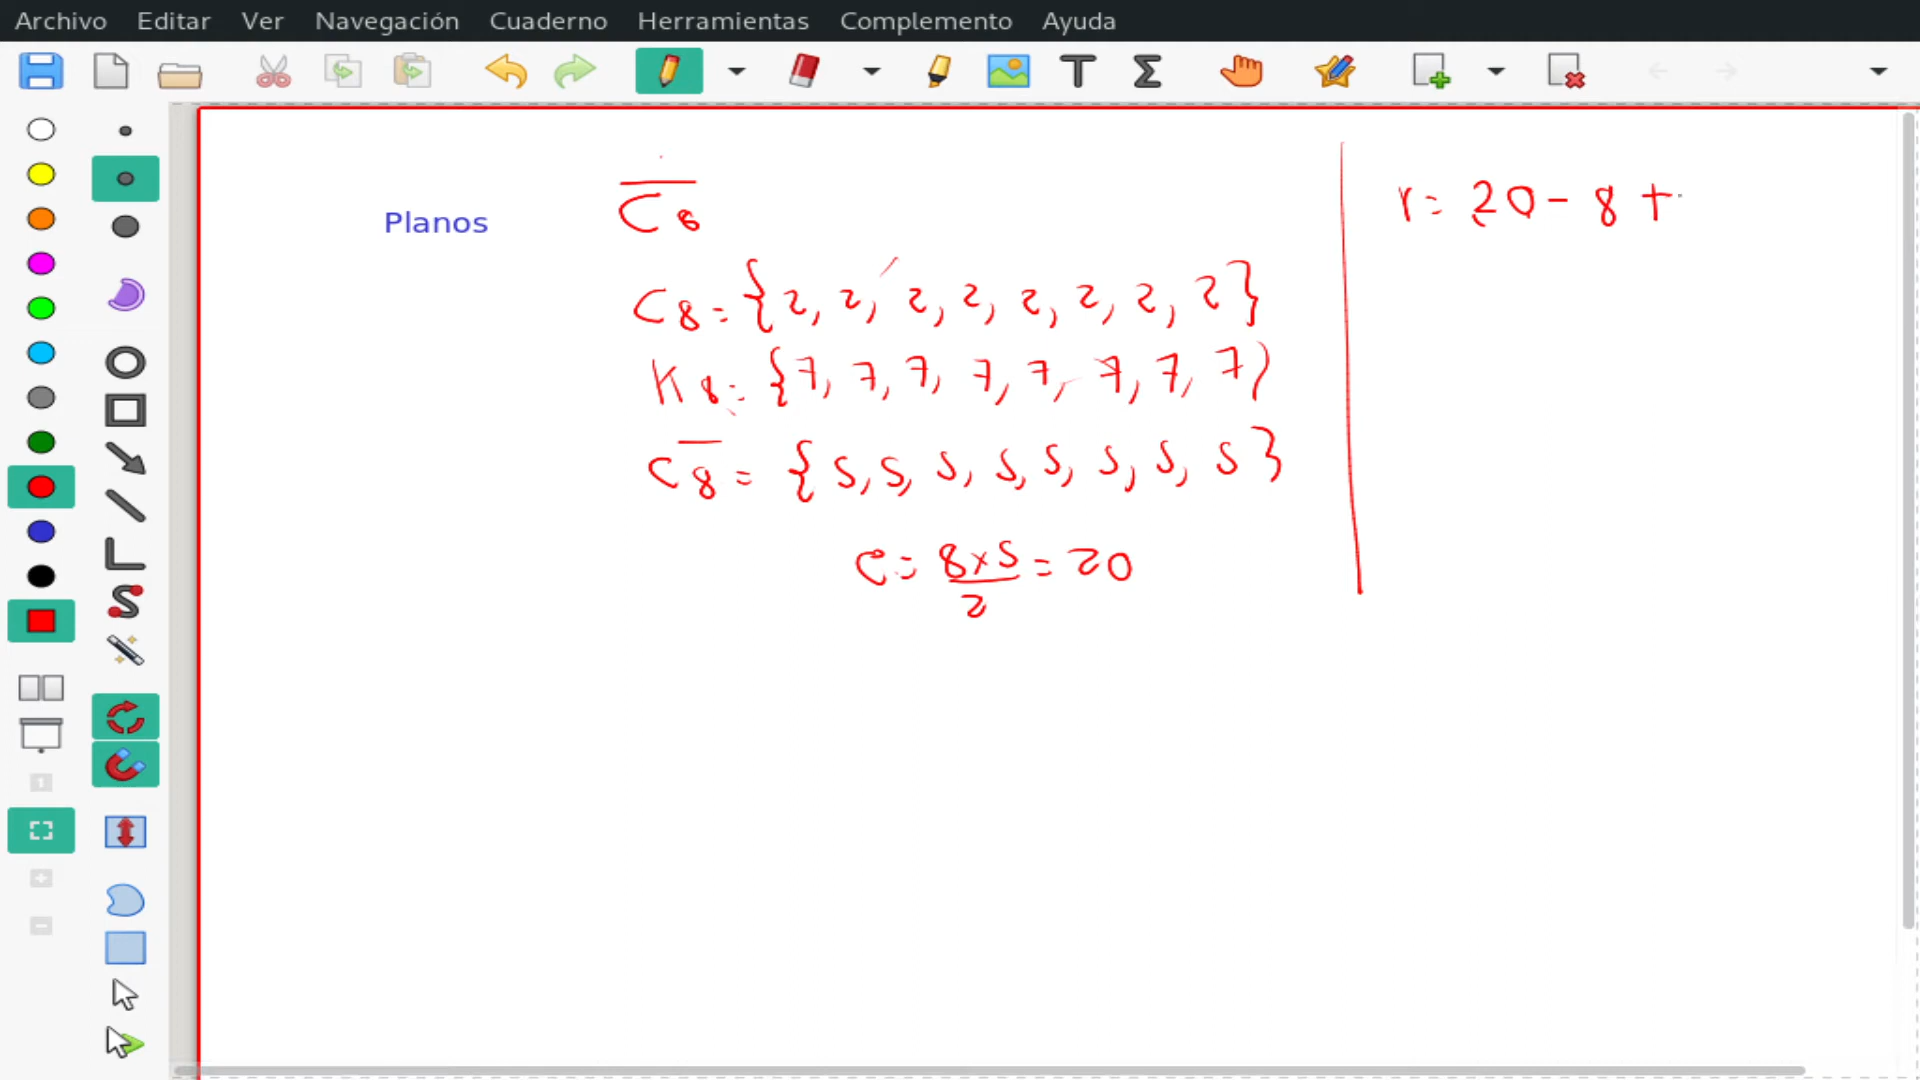 Archivo Editar Ver Navegación Cuaderno Herramientas Complemento Ayuda
Planos
C8
C8 = {2, 2, 2, 2, 2, 2, 2, 2}
K8 = {7, 7, 7, 7, 7, 7, 7, 7}
C8 = {5, 5, 5, 5, 5, 5, 5, 5}
e = 8x5 = 20
2
r = 20 - 8 +